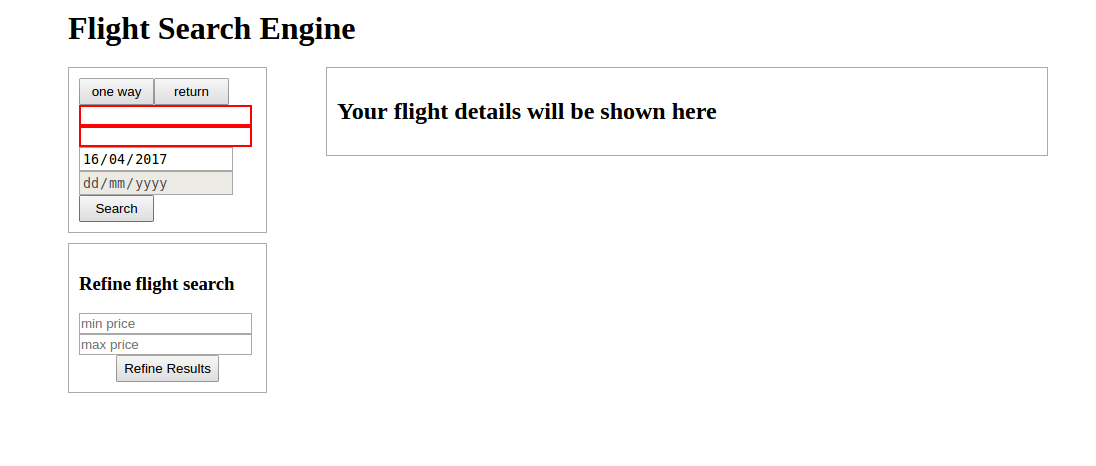 Flight Search Engine
one way return
16/04/2017
dd/mm/yyyy
Search
Refine flight search
min price
max price
Refine Results
Your flight details will be shown here